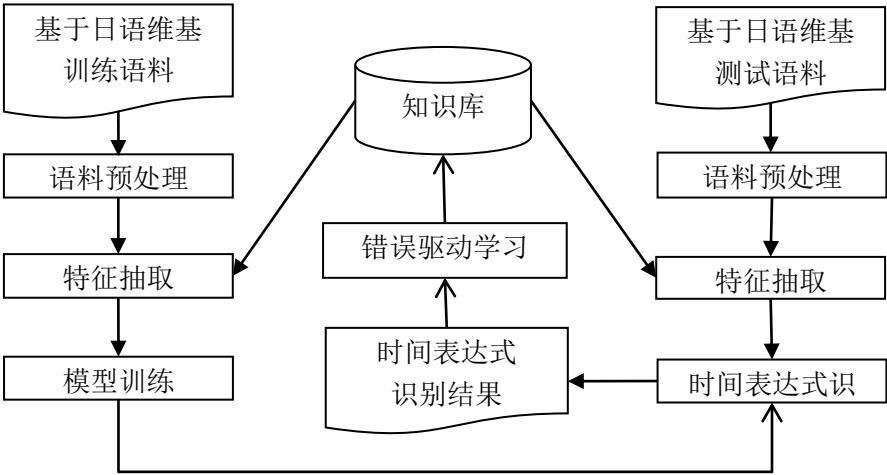 基于日语维基
训练语料
语料预处理
特征抽取
模型训练
知识库
错误驱动学习
时间表达式
识别结果
基于日语维基
测试语料
语料预处理
特征抽取
时间表达式识